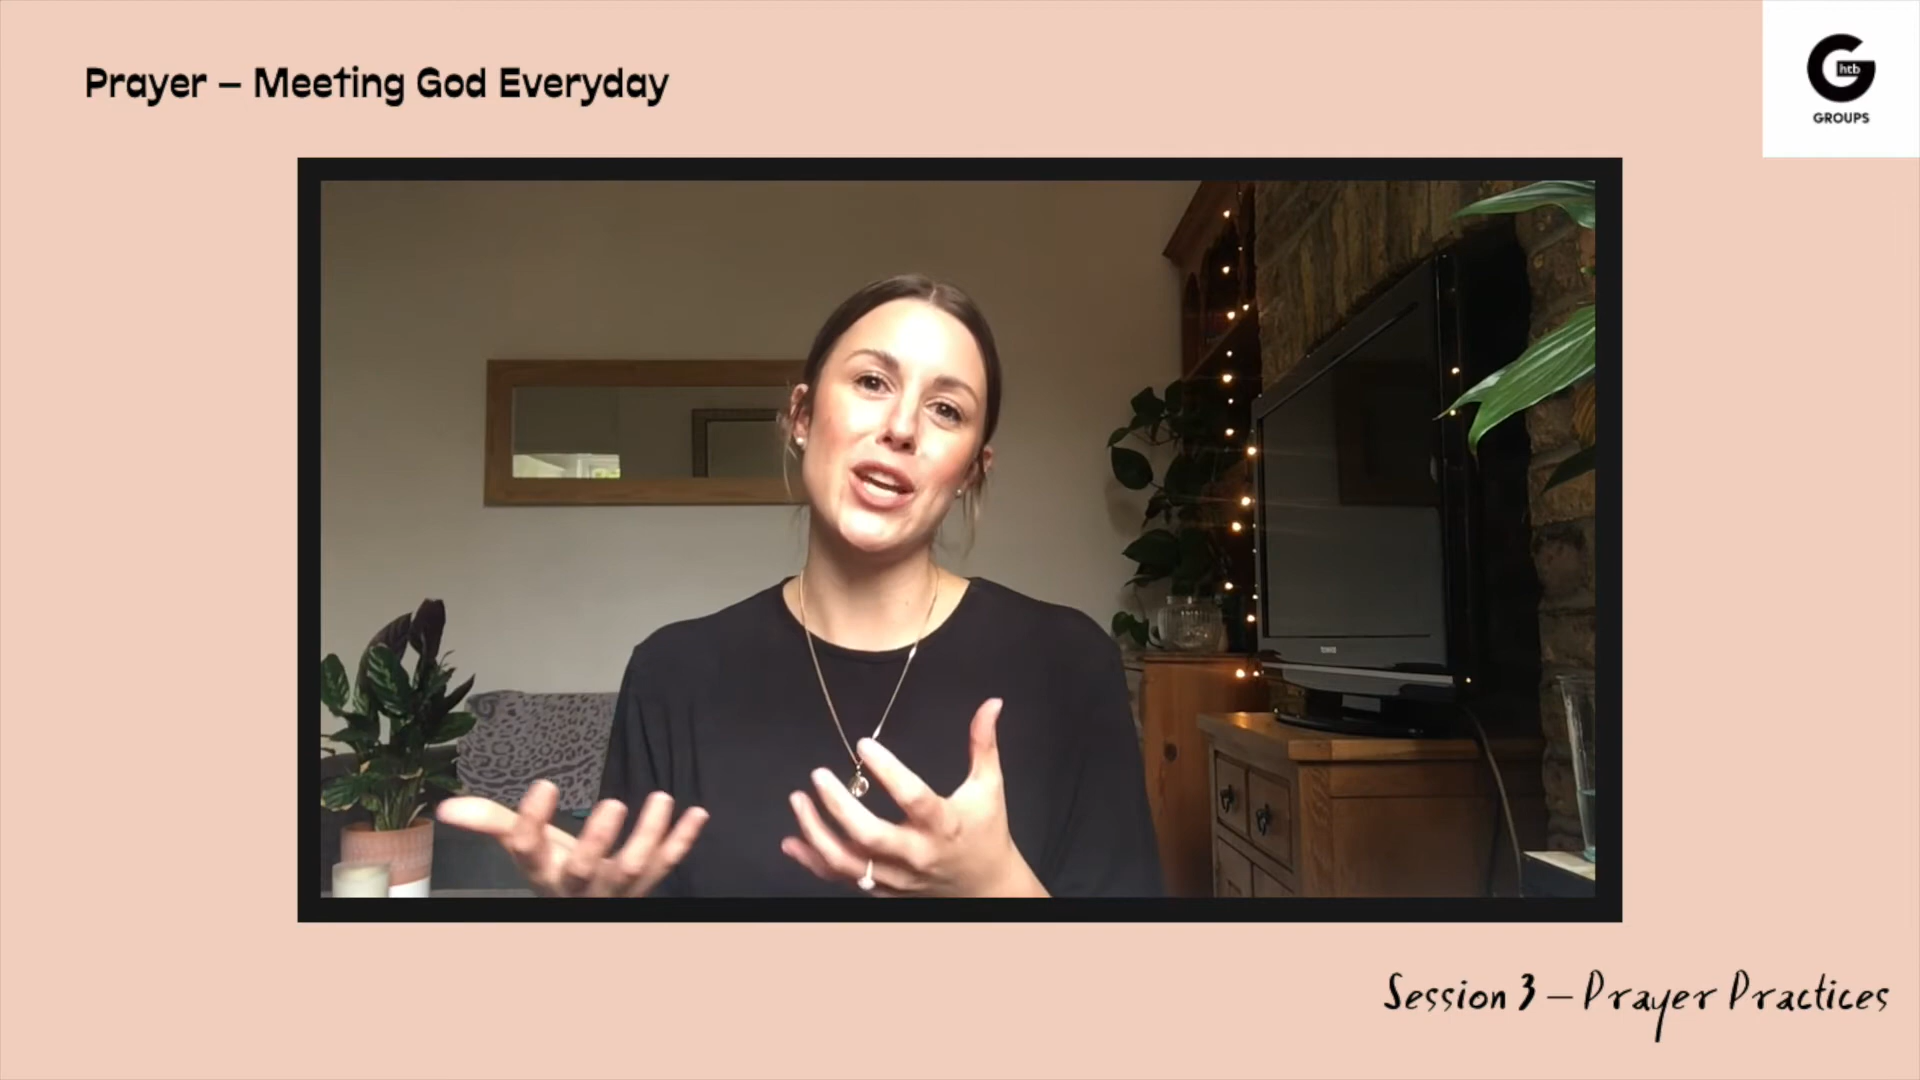 Prayer – Meeting God Everyday
htb
GROUPS
Session 3 – Prayer Practices